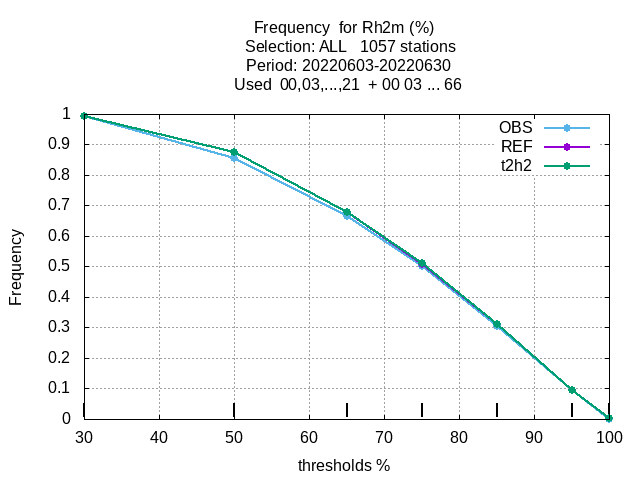 Frequency  for Rh2m (%)
Selection: ALL   1057 stations
Period: 20220603-20220630
Used  00,03,...,21  + 00 03 ... 66
OBS
REF
t2h2
Frequency
1
0.9
0.8
0.7
0.6
0.5
0.4
0.3
0.2
0.1
0
30 40 50 60 70 80 90 100
thresholds %